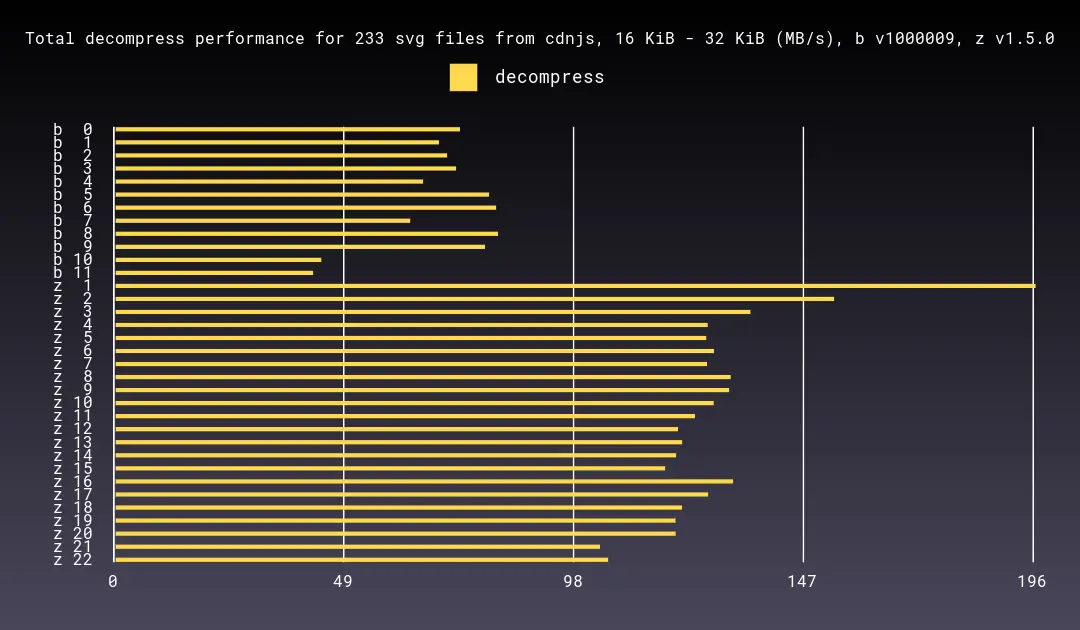 Total decompress performance for 233 svg files from cdnjs, 16 KiB - 32 KiB (MB/s), b v1000009, z v1.5.0
decompress
b 0
b 1
b 2
b 3
b 4
b 5
b 6
b 7
b 8
b 9
b 10
b 11
z 1
z 2
z 3
z 4
z 5
z 6
z 7
z 8
z 9
z 10
z 11
z 12
z 13
z 14
z 15
z 16
z 17
z 18
z 19
z 20
z 21
z 22
0 49 98 147 196